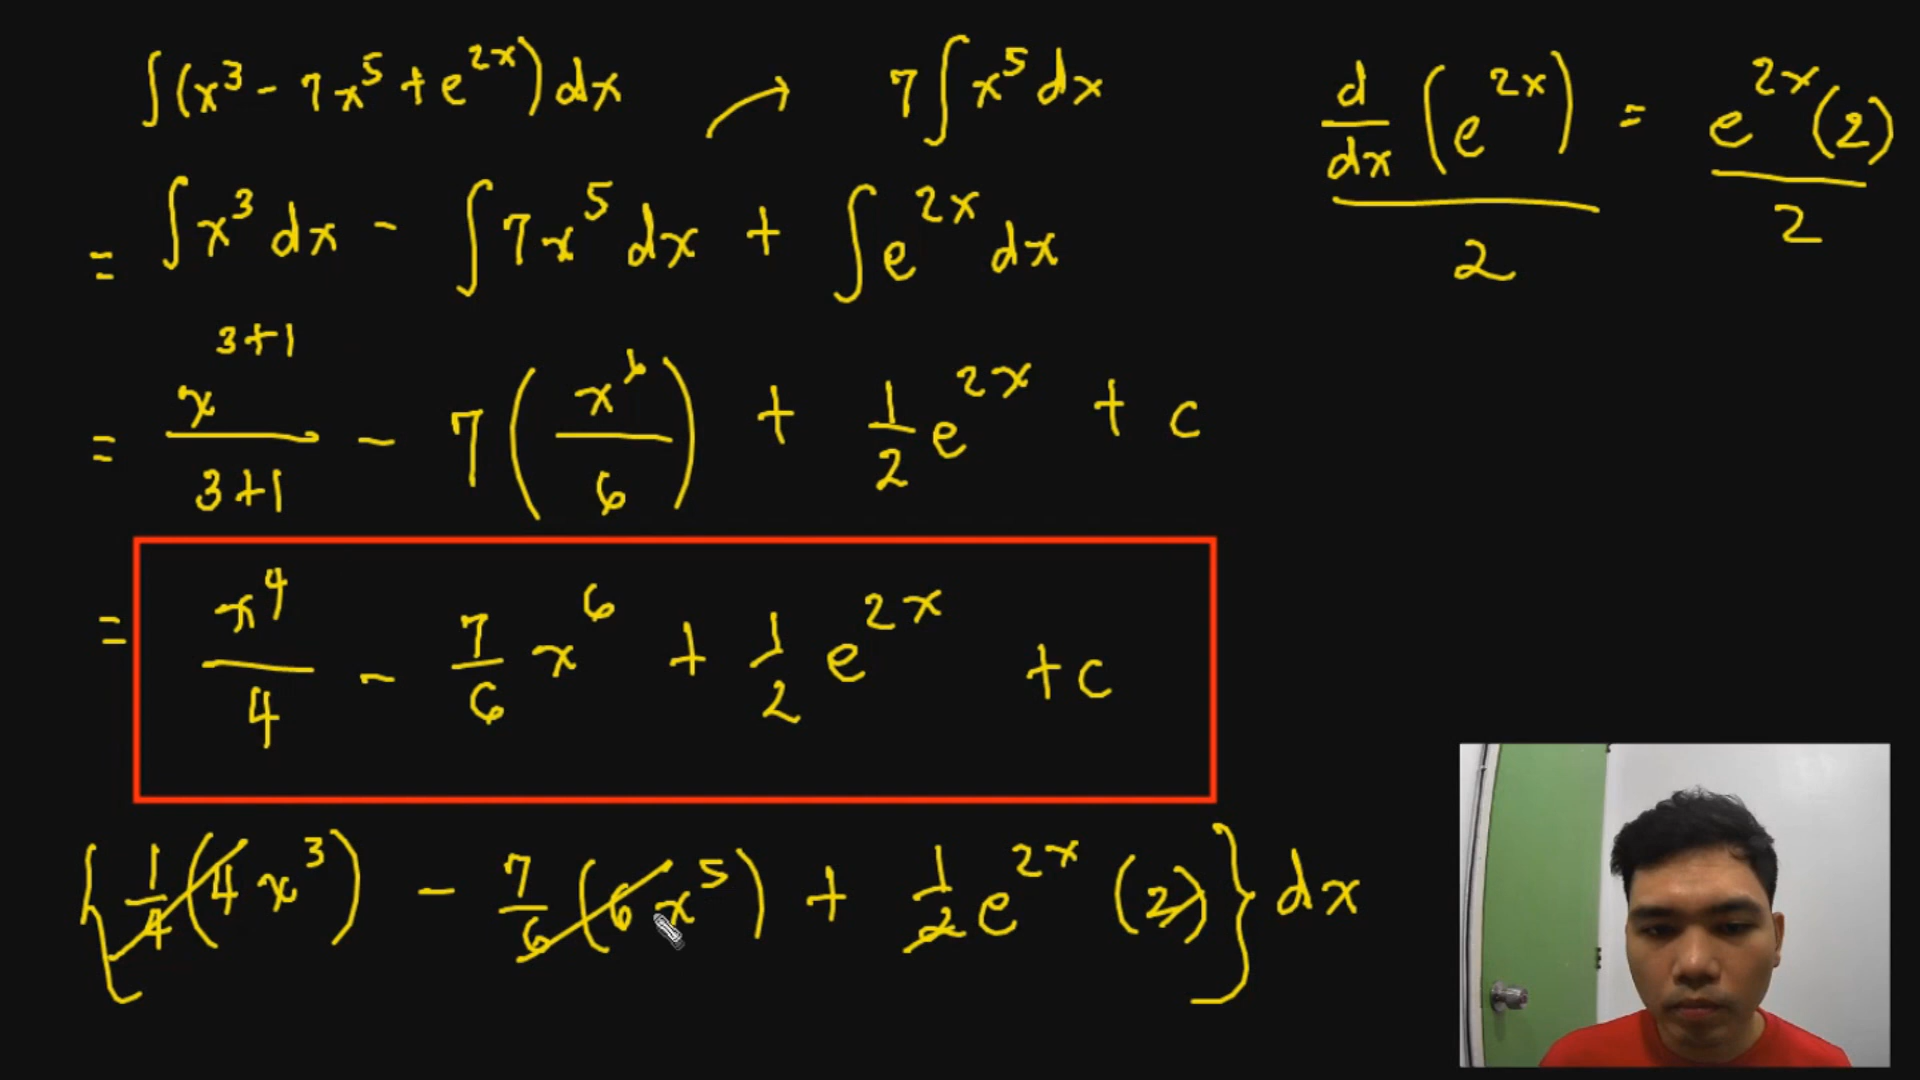 ∫(x³ - 7x⁵ + e²ˣ) dx → 7∫x⁵dx
= ∫x³ dx - ∫7x⁵ dx + ∫e²ˣ dx
= x³⁺¹/3+1 - 7(x⁶/6) + 1/2 e²ˣ + c
= x⁴/4 - 7/6 x⁶ + 1/2 e²ˣ + c
{1/4(4x³) - 7/6(6x⁵) + 1/2 e²ˣ(2)} dx
d/dx(e²ˣ)/2 = e²ˣ(2)/2